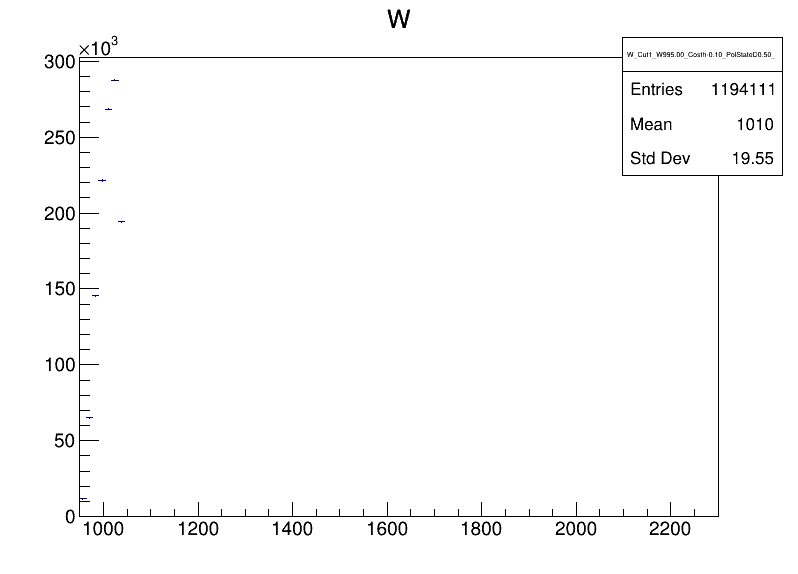 W
×10³
W_Cut1_W995.00_Costh-0.10_PolState0.50_
Entries 1194111
Mean 1010
Std Dev 19.55
300
250
200
150
100
50
0
1000 1200 1400 1600 1800 2000 2200